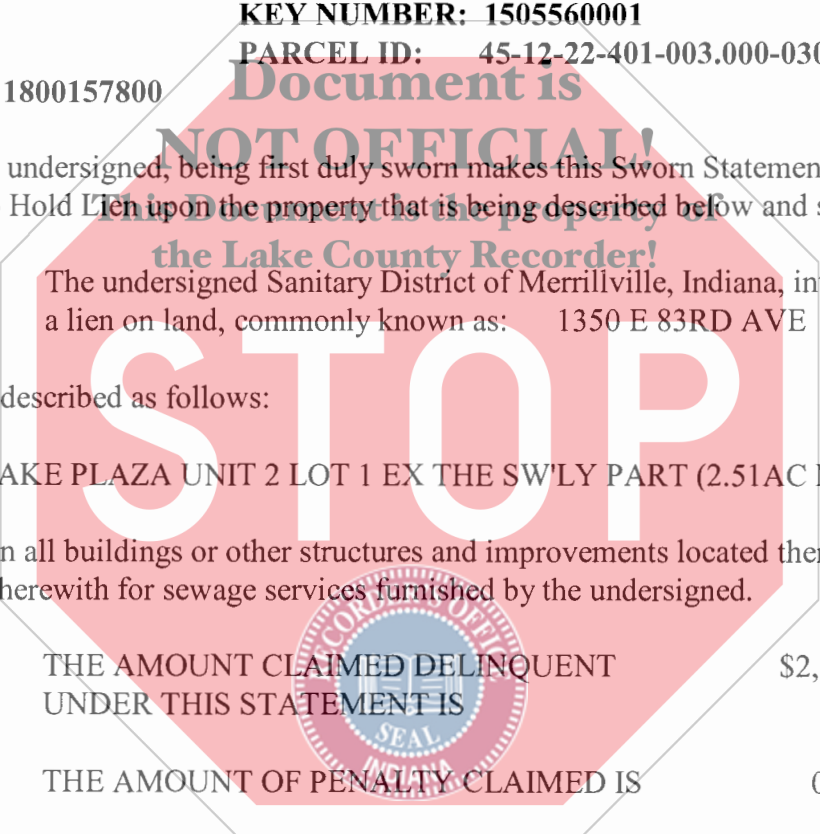 KEY NUMBER: 1505560001
PARCEL ID: 45-12-22-401-003.000-030
Document is
1800157800
NOT OFFICIAL!
undersigned, being first duly sworn makes this Sworn Statemen
Hold Lien upon the property that is being described below and s
This Document is the property of
the Lake County Recorder!
The undersigned Sanitary District of Merrillville, Indiana, in
a lien on land, commonly known as: 1350 E 83RD AVE
STOP
described as follows:
AKE PLAZA UNIT 2 LOT 1 EX THE SW'LY PART (2.51AC
n all buildings or other structures and improvements located ther
herewith for sewage services furnished by the undersigned.
RECORDER'S OFFIC
THE AMOUNT CLAIMED DELINQUENT $2,
UNDER THIS STATEMENT IS
SEAL
INDIANA
THE AMOUNT OF PENALTY CLAIMED IS 0